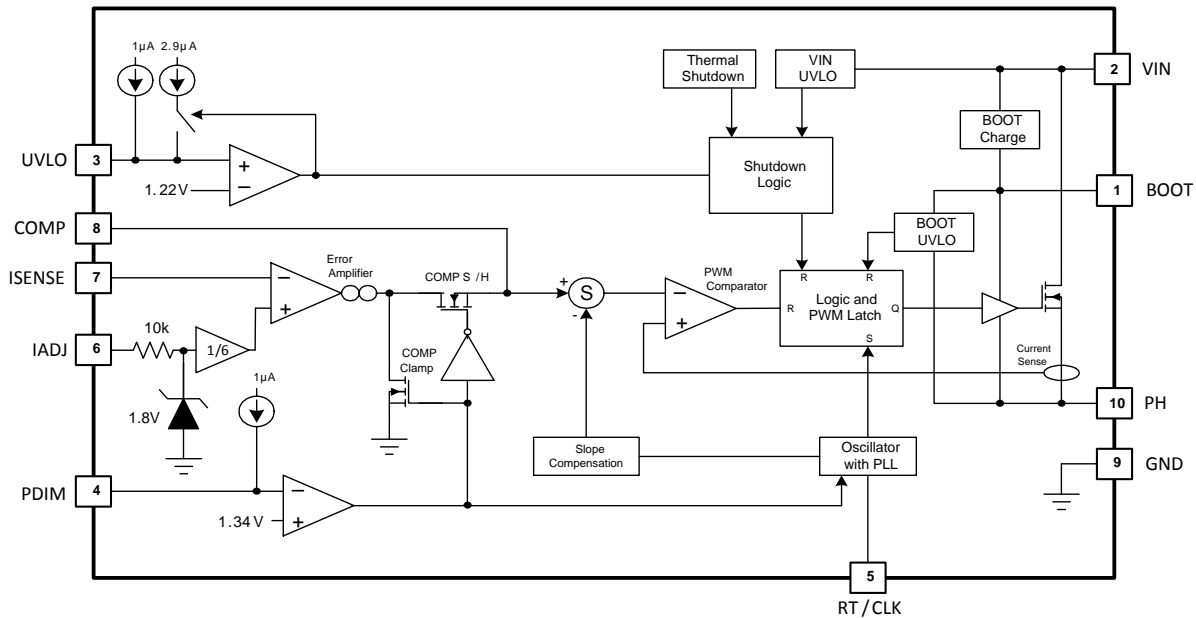 1µA 2.9µA
Thermal
Shutdown
VIN
UVLO
2 VIN
BOOT
Charge
UVLO 3
+
−
1.22V
Shutdown
Logic
1 BOOT
COMP 8
BOOT
UVLO
ISENSE 7
−
+
Error
Amplifier
COMP S/H
+
S
-
PWM
Comparator
−
+
R R
R Logic and
PWM Latch Q
S
10k
IADJ 6
1/6
COMP
Clamp
Current
Sense
1µA
1.8V
10 PH
Slope
Compensation
Oscillator
with PLL
9 GND
PDIM 4
−
+
1.34V
5
RT/CLK